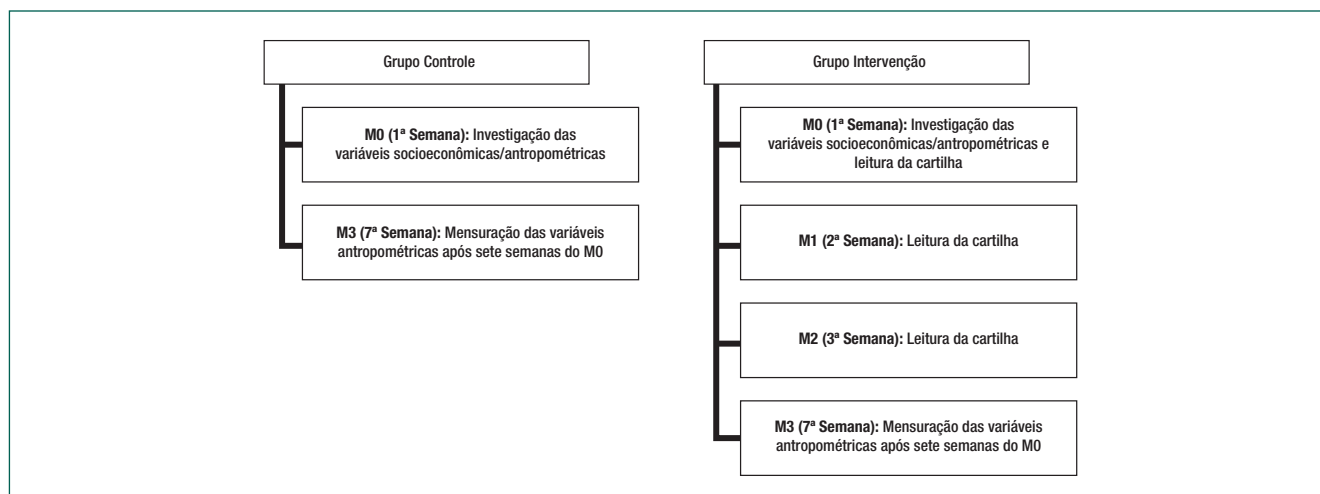 Grupo Controle
M0 (1ª Semana): Investigação das
variáveis socioeconômicas/antropométricas
M3 (7ª Semana): Mensuração das variáveis
antropométricas após sete semanas do M0
Grupo Intervenção
M0 (1ª Semana): Investigação das
variáveis socioeconômicas/antropométricas e
leitura da cartilha
M1 (2ª Semana): Leitura da cartilha
M2 (3ª Semana): Leitura da cartilha
M3 (7ª Semana): Mensuração das variáveis
antropométricas após sete semanas do M0